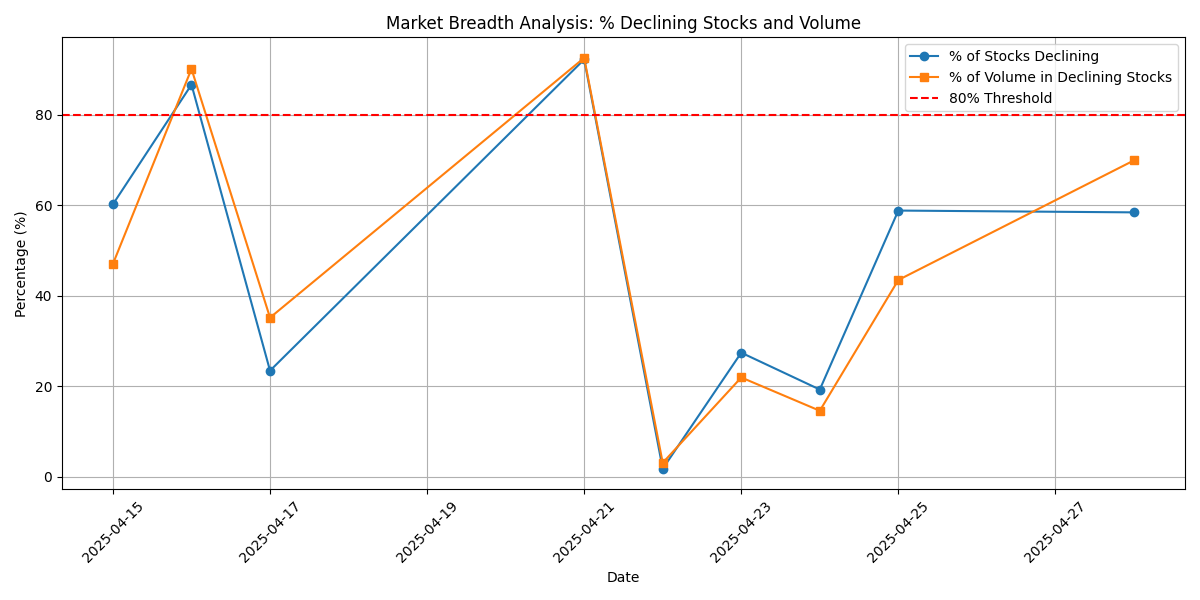 Market Breadth Analysis: % Declining Stocks and Volume
% of Stocks Declining
% of Volume in Declining Stocks
80% Threshold
Percentage (%)
80
60
40
20
0
2025-04-15
2025-04-17
2025-04-19
2025-04-21
2025-04-23
2025-04-25
2025-04-27
Date